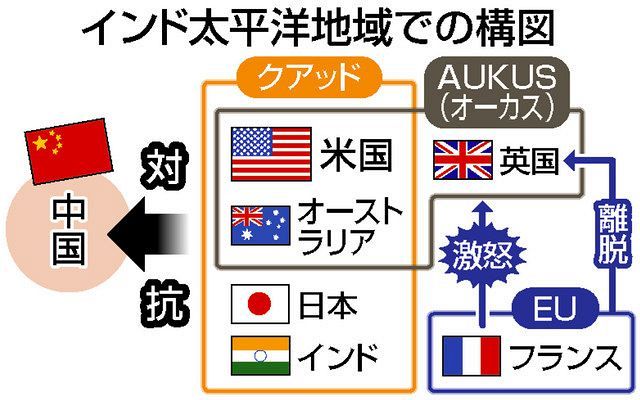 インド太平洋地域での構図
クアッド
AUKUS
(オーカス)
米国
英国
オースト
ラリア
日本
インド
対
抗
中
国
激怒
離
脱
EU
フランス